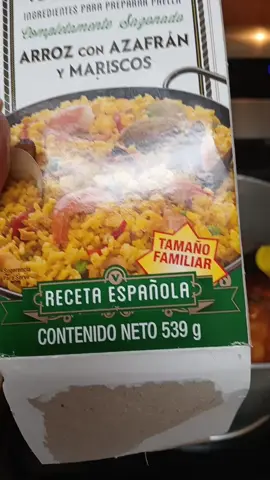 INGREDIENTES PARA PREPARAR PAELLA
Completamente Sazonada
ARROZ CON AZAFRÁN
Y MARISCOS
TAMAÑO
FAMILIAR
RECETA ESPAÑOLA
CONTENIDO NETO 539 g